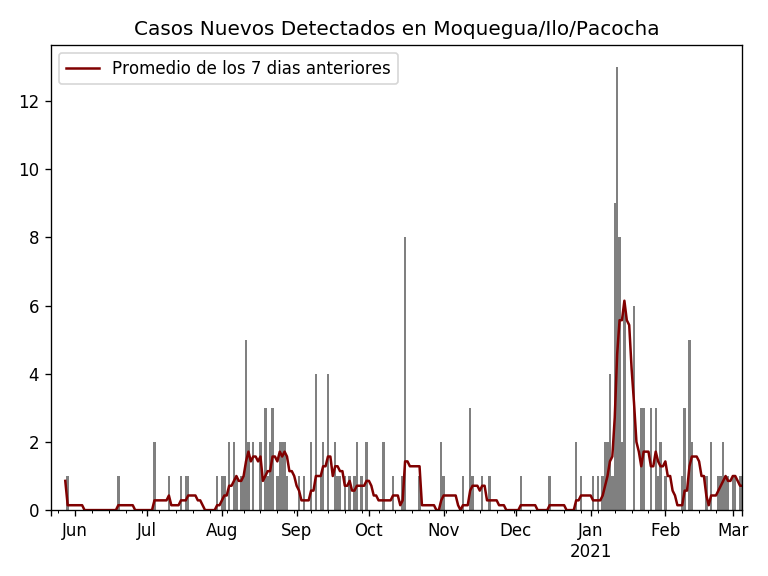 Casos Nuevos Detectados en Moquegua/Ilo/Pacocha
Promedio de los 7 dias anteriores
12
10
8
6
4
2
0
Jun Jul Aug Sep Oct Nov Dec Jan Feb Mar
2021